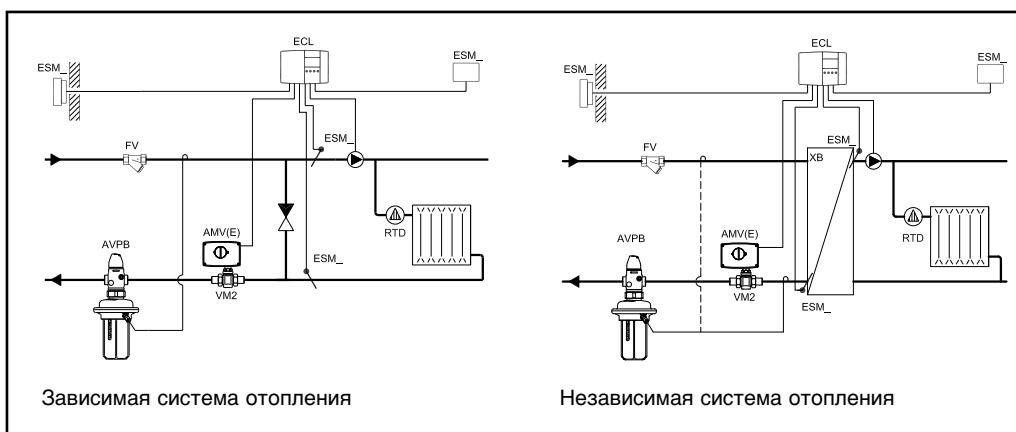 ECL
ESM_
ESM_
FV
ESM_
AMV(E)
RTD
AVPB
ESM_
VM2
Зависимая система отопления
ECL
ESM_
ESM_
FV
XB
ESM_
AMV(E)
RTD
AVPB
VM2
ESM_
Независимая система отопления